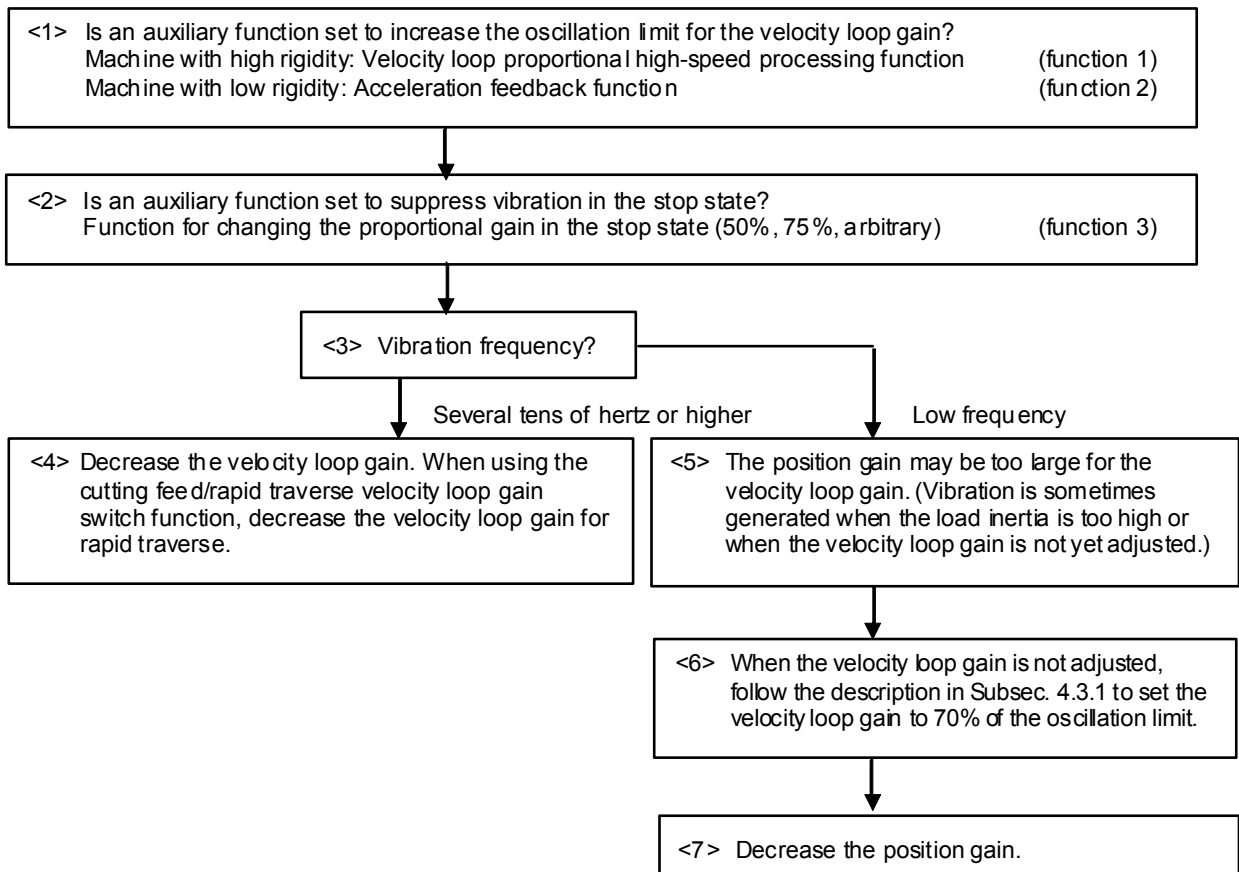 <1> Is an auxiliary function set to increase the oscillation limit for the velocity loop gain?
Machine with high rigidity: Velocity loop proportional high-speed processing function (function 1)
Machine with low rigidity: Acceleration feedback function (function 2)
<2> Is an auxiliary function set to suppress vibration in the stop state?
Function for changing the proportional gain in the stop state (50%, 75%, arbitrary) (function 3)
<3> Vibration frequency?
Several tens of hertz or higher
Low frequency
<4> Decrease the velocity loop gain. When using the
cutting feed/rapid traverse velocity loop gain
switch function, decrease the velocity loop gain for
rapid traverse.
<5> The position gain may be too large for the
velocity loop gain. (Vibration is sometimes
generated when the load inertia is too high or
when the velocity loop gain is not yet adjusted.)
<6> When the velocity loop gain is not adjusted,
follow the description in Subsec. 4.3.1 to set the
velocity loop gain to 70% of the oscillation limit.
<7> Decrease the position gain.